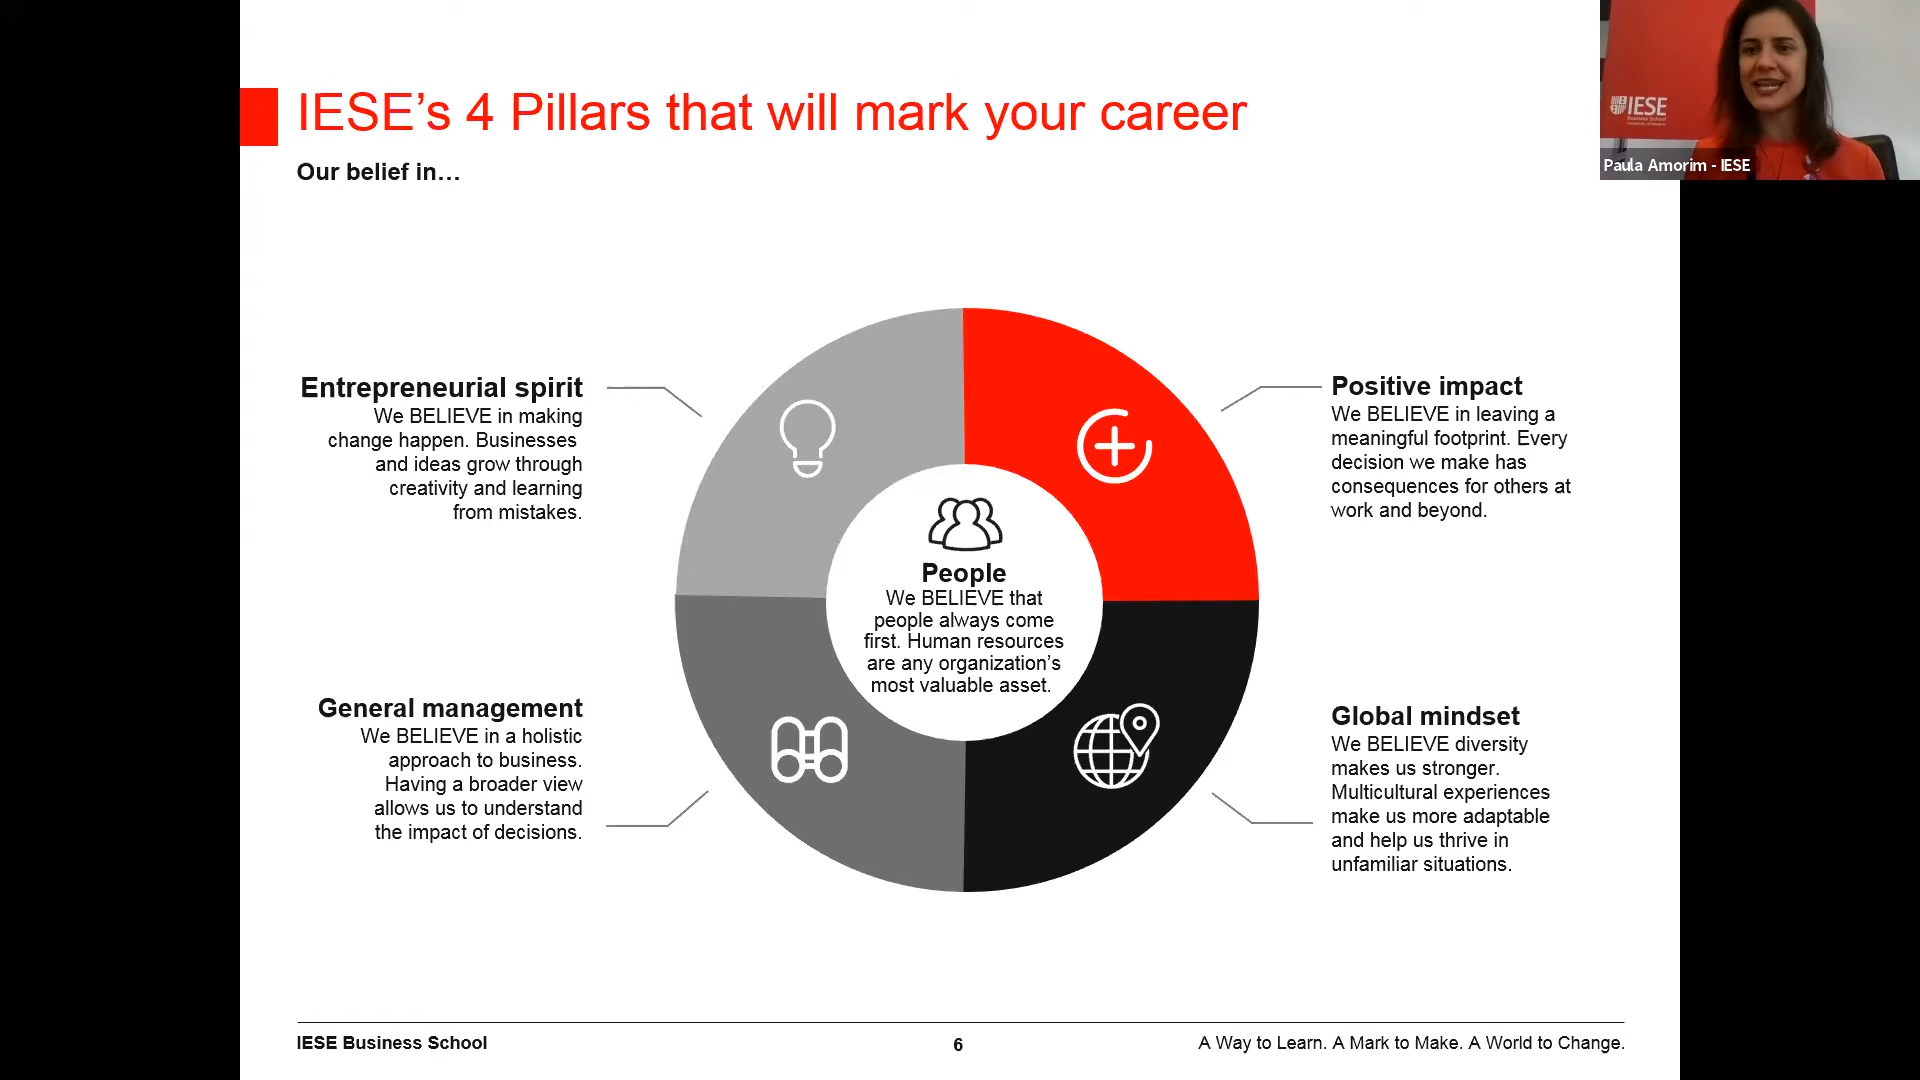 IESE’s 4 Pillars that will mark your career
Our belief in…
IESE
Business School
Paula Amorim - IESE
Entrepreneurial spirit
We BELIEVE in making
change happen. Businesses
and ideas grow through
creativity and learning
from mistakes.
Positive impact
We BELIEVE in leaving a
meaningful footprint. Every
decision we make has
consequences for others at
work and beyond.
People
We BELIEVE that
people always come
first. Human resources
are any organization’s
most valuable asset.
General management
We BELIEVE in a holistic
approach to business.
Having a broader view
allows us to understand
the impact of decisions.
Global mindset
We BELIEVE diversity
makes us stronger.
Multicultural experiences
make us more adaptable
and help us thrive in
unfamiliar situations.
IESE Business School
6
A Way to Learn. A Mark to Make. A World to Change.